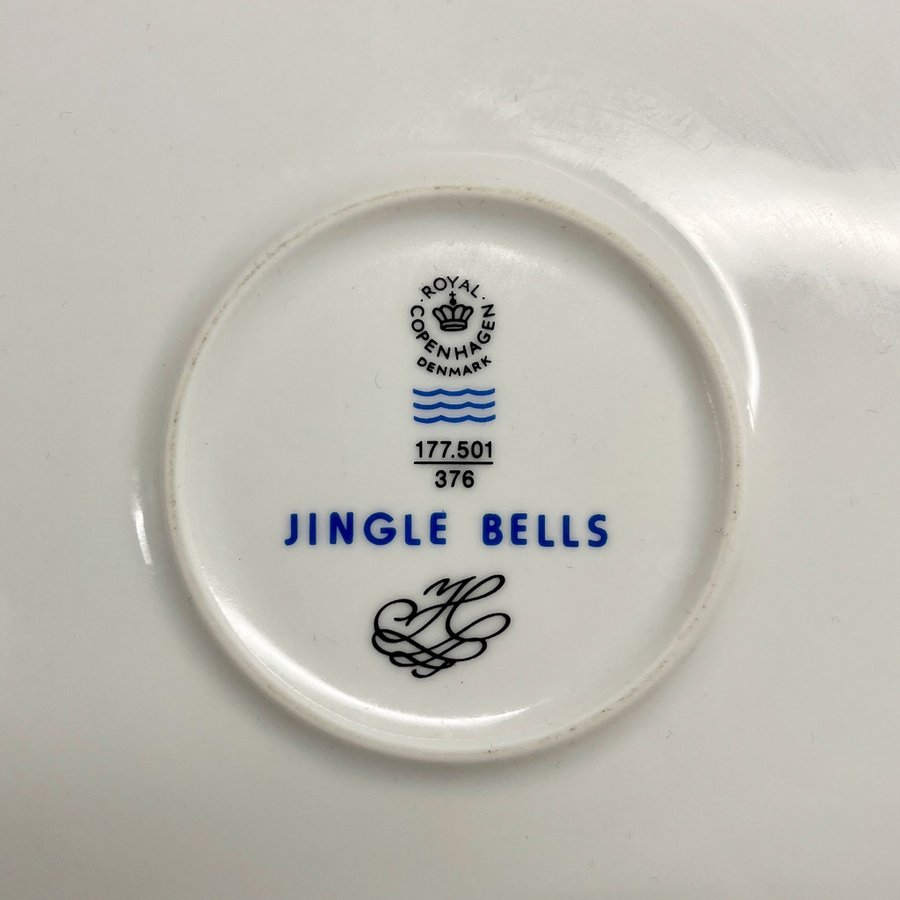 ROYAL
COPENHAGEN
DENMARK
177.501
376
JINGLE BELLS